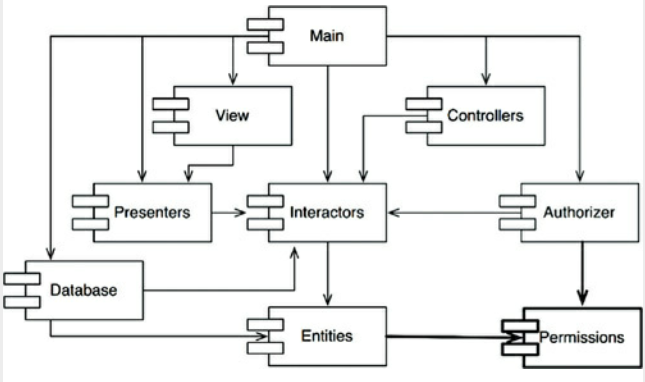 Main
View
Controllers
Presenters
Interactors
Authorizer
Database
Entities
Permissions